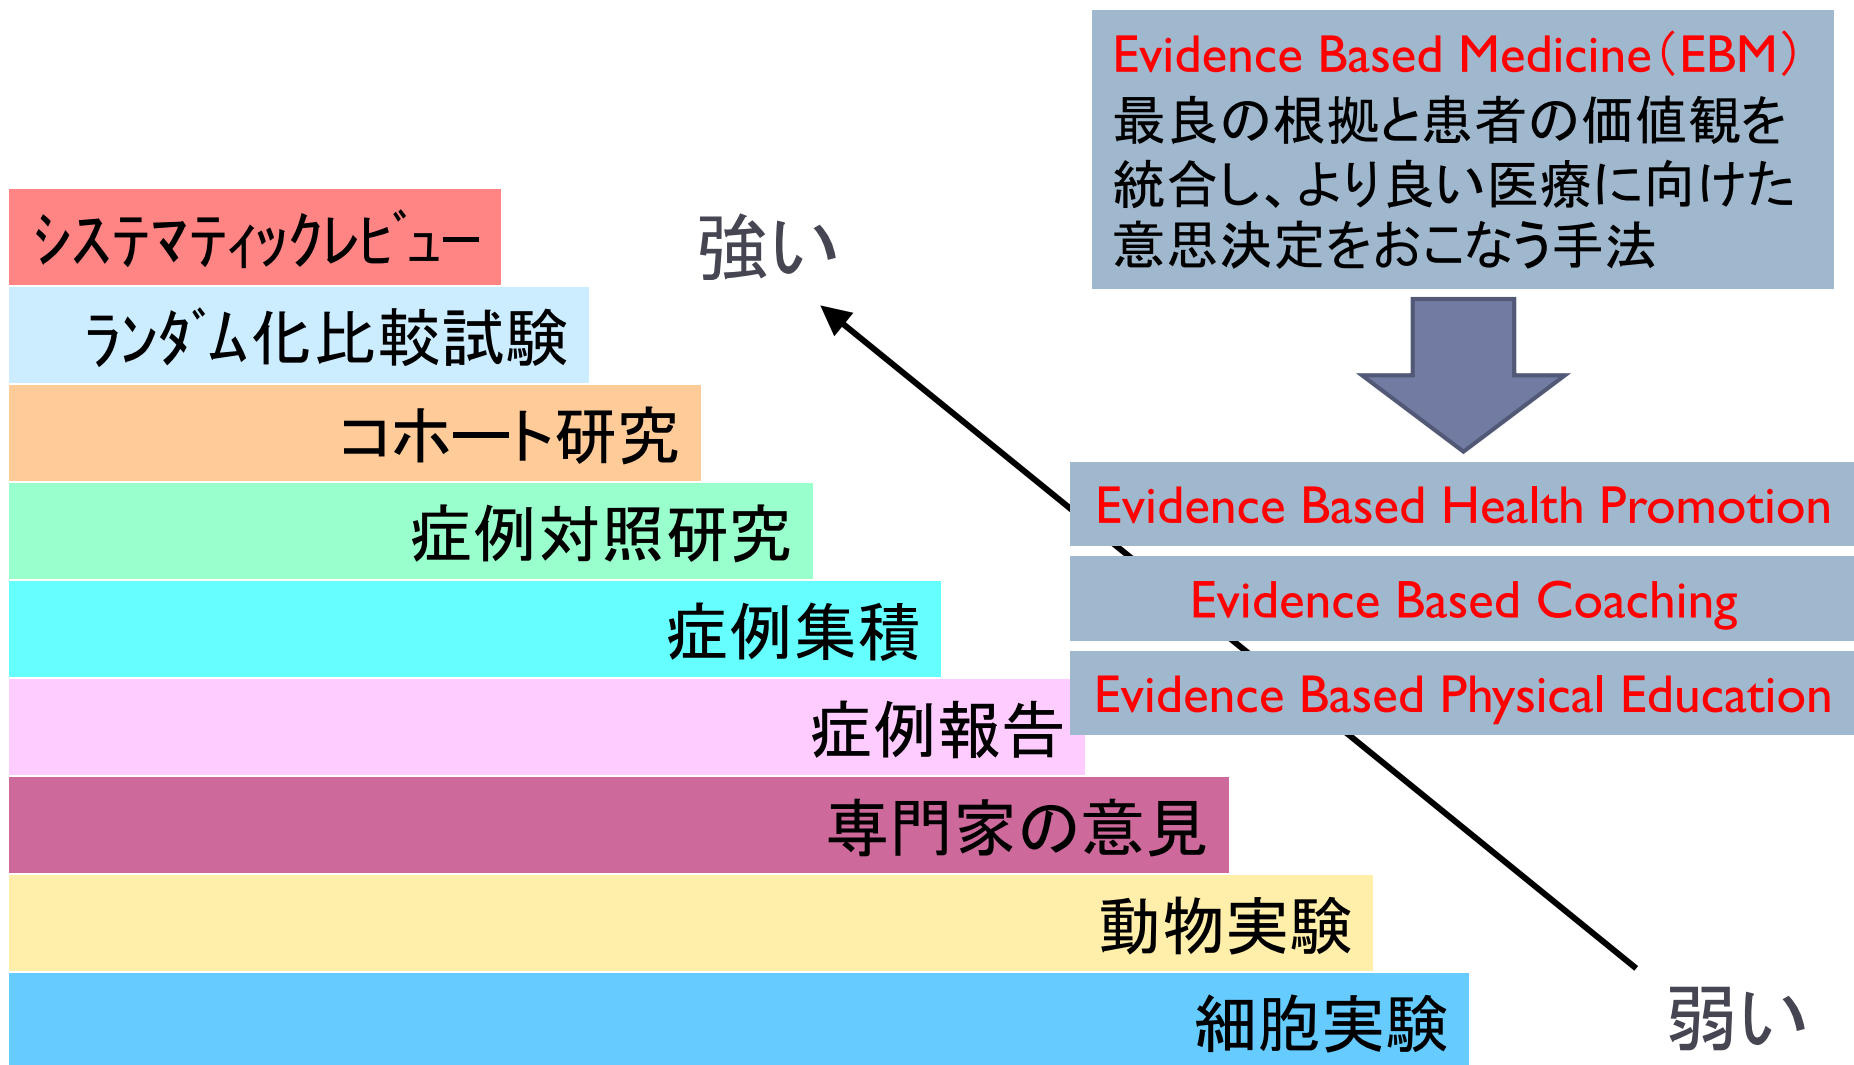 Evidence Based Medicine（EBM）
最良の根拠と患者の価値観を
統合し、より良い医療に向けた
意思決定をおこなう手法
システマティックレビュー
強い
ランダム化比較試験
コホート研究
症例対照研究
症例集積
症例報告
専門家の意見
動物実験
細胞実験
弱い
Evidence Based Health Promotion
Evidence Based Coaching
Evidence Based Physical Education